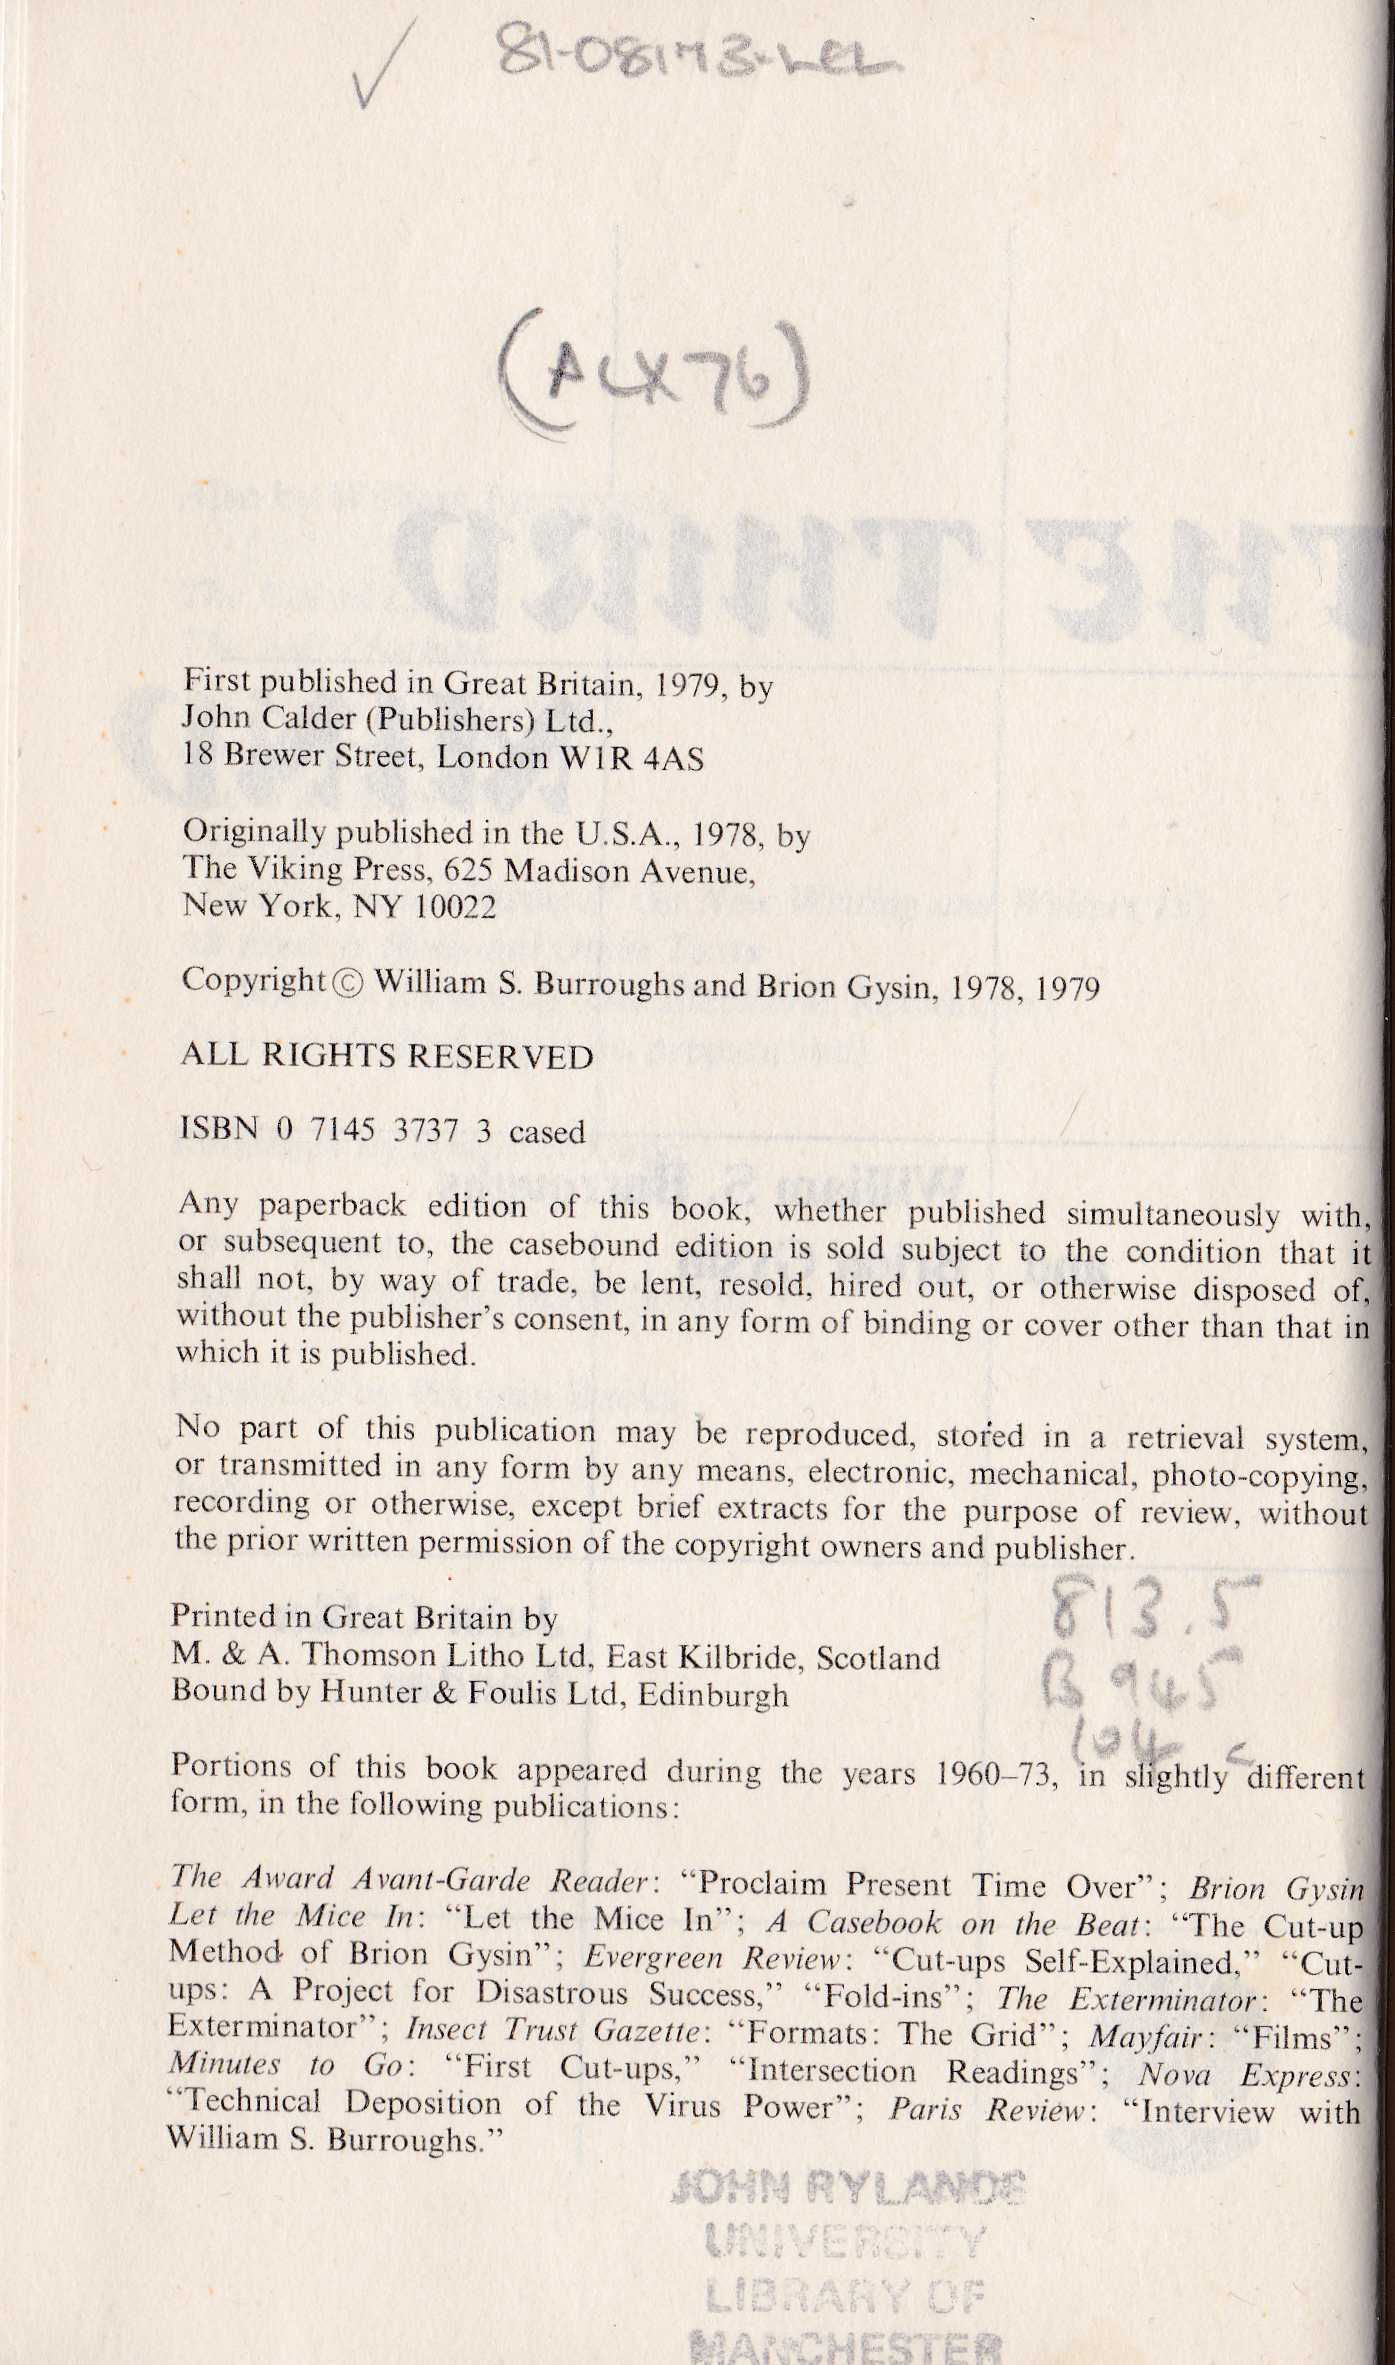 81-08173-LCL
(ALX76)
First published in Great Britain, 1979, by
John Calder (Publishers) Ltd.,
18 Brewer Street, London W1R 4AS
Originally published in the U.S.A., 1978, by
The Viking Press, 625 Madison Avenue,
New York, NY 10022
Copyright © William S. Burroughs and Brion Gysin, 1978, 1979
ALL RIGHTS RESERVED
ISBN 0 7145 3737 3 cased
Any paperback edition of this book, whether published simultaneously with,
or subsequent to, the casebound edition is sold subject to the condition that it
shall not, by way of trade, be lent, resold, hired out, or otherwise disposed of,
without the publisher's consent, in any form of binding or cover other than that in
which it is published.
No part of this publication may be reproduced, stored in a retrieval system,
or transmitted in any form by any means, electronic, mechanical, photo-copying,
recording or otherwise, except brief extracts for the purpose of review, without
the prior written permission of the copyright owners and publisher.
813.5
B945
104
Printed in Great Britain by
M. & A. Thomson Litho Ltd, East Kilbride, Scotland
Bound by Hunter & Foulis Ltd, Edinburgh
Portions of this book appeared during the years 1960–73, in slightly different
form, in the following publications:
The Award Avant-Garde Reader: “Proclaim Present Time Over”; Brion Gysin
Let the Mice In: “Let the Mice In”; A Casebook on the Beat: “The Cut-up
Method of Brion Gysin”; Evergreen Review: “Cut-ups Self-Explained,” “Cut-
ups: A Project for Disastrous Success,” “Fold-ins”; The Exterminator: “The
Exterminator”; Insect Trust Gazette: “Formats: The Grid”; Mayfair: “Films”;
Minutes to Go: “First Cut-ups,” “Intersection Readings”; Nova Express:
“Technical Deposition of the Virus Power”; Paris Review: “Interview with
William S. Burroughs.”
JOHN RYLANDS
UNIVERSITY
LIBRARY OF
MANCHESTER